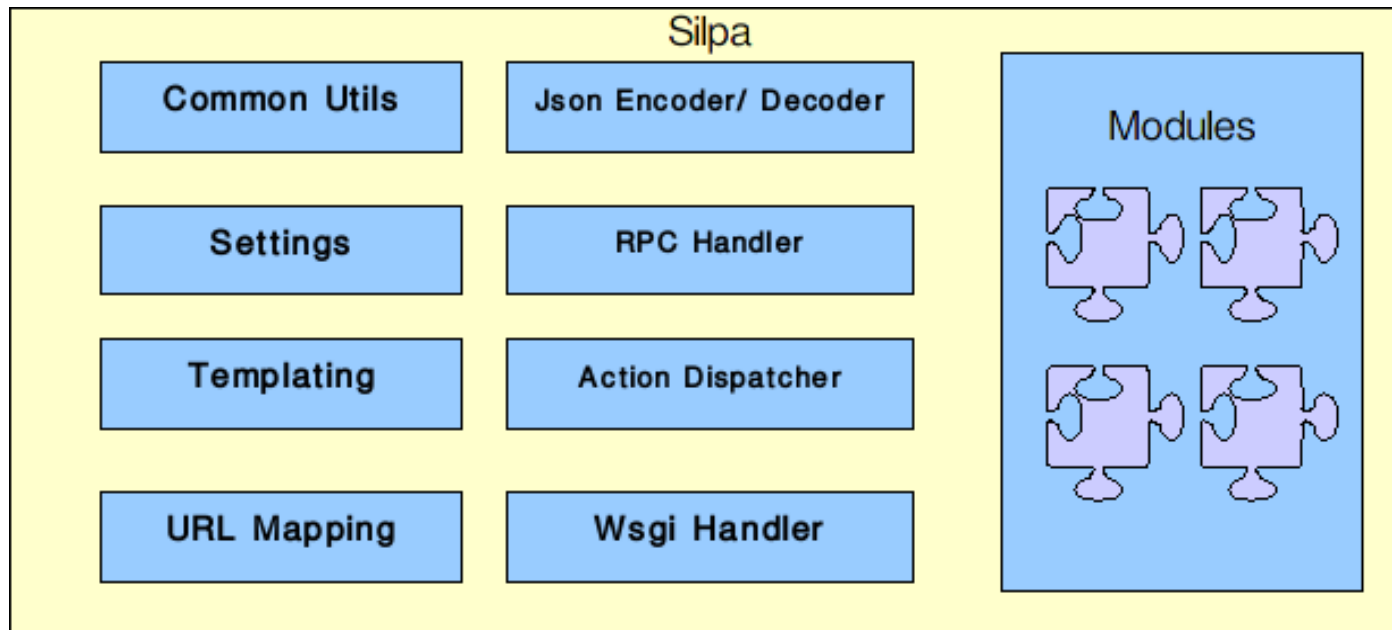 Silpa
Common Utils
Json Encoder/ Decoder
Modules
Settings
RPC Handler
Templating
Action Dispatcher
URL Mapping
Wsgi Handler